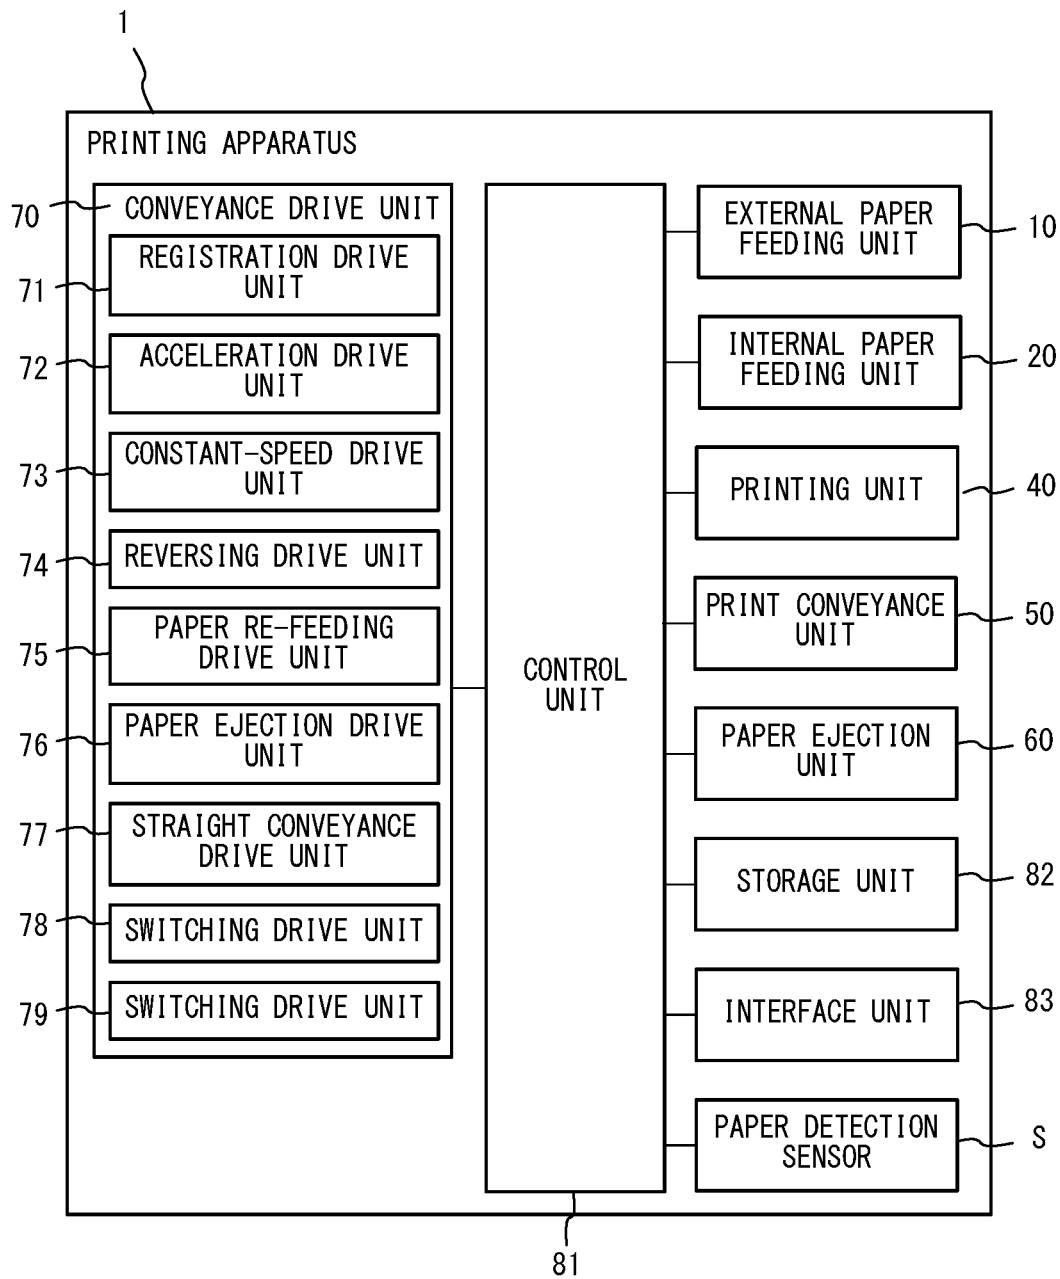 1
PRINTING APPARATUS
70
CONVEYANCE DRIVE UNIT
71
REGISTRATION DRIVE
UNIT
72
ACCELERATION DRIVE
UNIT
73
CONSTANT-SPEED DRIVE
UNIT
74
REVERSING DRIVE UNIT
75
PAPER RE-FEEDING
DRIVE UNIT
76
PAPER EJECTION DRIVE
UNIT
77
STRAIGHT CONVEYANCE
DRIVE UNIT
78
SWITCHING DRIVE UNIT
79
SWITCHING DRIVE UNIT
CONTROL
UNIT
81
EXTERNAL PAPER
FEEDING UNIT
10
INTERNAL PAPER
FEEDING UNIT
20
PRINTING UNIT
40
PRINT CONVEYANCE
UNIT
50
PAPER EJECTION
UNIT
60
STORAGE UNIT
82
INTERFACE UNIT
83
PAPER DETECTION
SENSOR
S